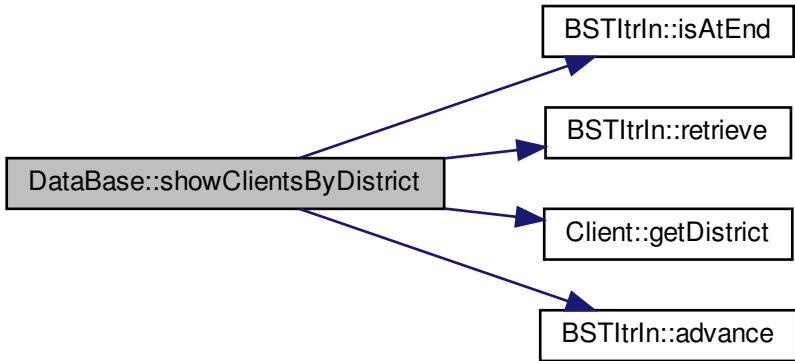 DataBase::showClientsByDistrict
BSTItrIn::isAtEnd
BSTItrIn::retrieve
Client::getDistrict
BSTItrIn::advance